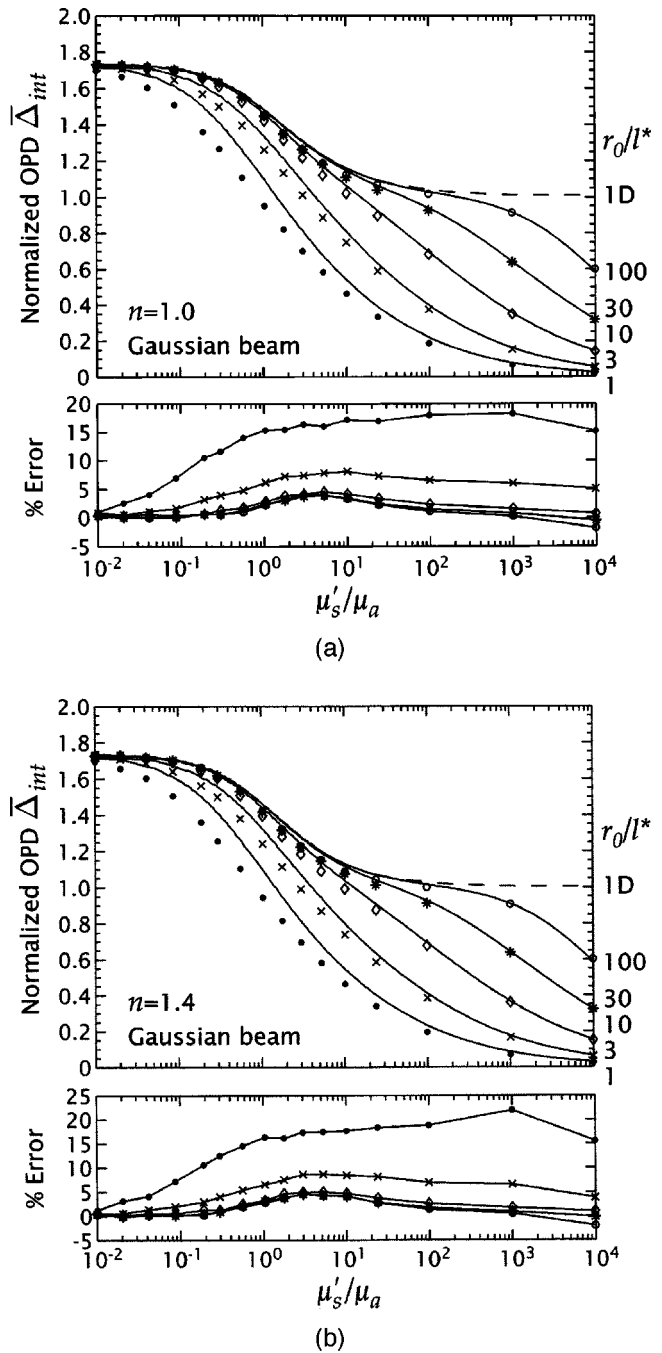 2.0
1.8
1.6
1.4
1.2
1.0
0.8
0.6
0.4
0.2
0
Normalized OPD Δ̄int
n=1.0
Gaussian beam
r0/l*
1D
100
30
10
3
1
20
15
10
5
0
-5
% Error
10⁻² 10⁻¹ 10⁰ 10¹ 10² 10³ 10⁴
μ's/μa
(a)
2.0
1.8
1.6
1.4
1.2
1.0
0.8
0.6
0.4
0.2
0
Normalized OPD Δ̄int
n=1.4
Gaussian beam
r0/l*
1D
100
30
10
3
1
25
20
15
10
5
0
-5
% Error
10⁻² 10⁻¹ 10⁰ 10¹ 10² 10³ 10⁴
μ's/μa
(b)